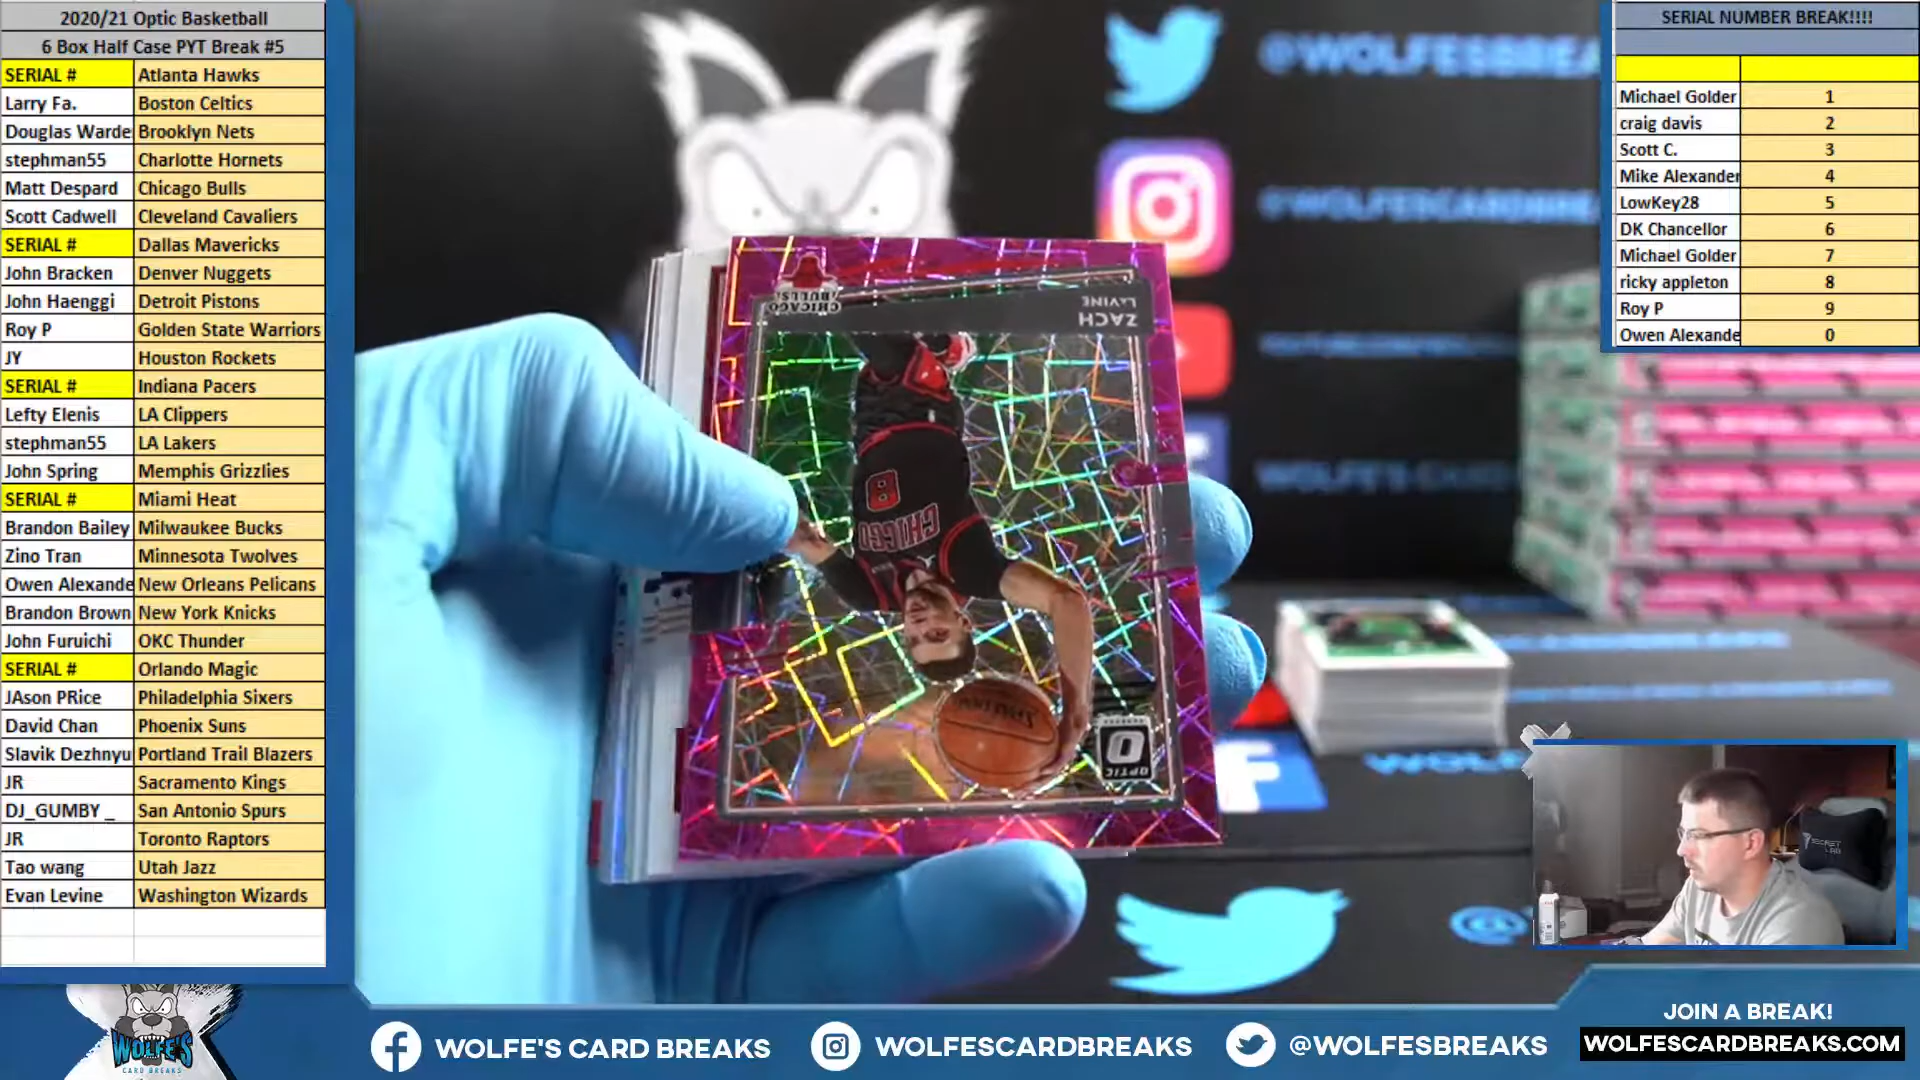 2020/21 Optic Basketball
6 Box Half Case PYT Break #5
SERIAL # Atlanta Hawks
Larry Fa. Boston Celtics
Douglas Warde Brooklyn Nets
stephman55 Charlotte Hornets
Matt Despard Chicago Bulls
Scott Cadwell Cleveland Cavaliers
SERIAL # Dallas Mavericks
John Bracken Denver Nuggets
John Haenggi Detroit Pistons
Roy P Golden State Warriors
JY Houston Rockets
SERIAL # Indiana Pacers
Lefty Elenis LA Clippers
stephman55 LA Lakers
John Spring Memphis Grizzlies
SERIAL # Miami Heat
Brandon Bailey Milwaukee Bucks
Zino Tran Minnesota Twolves
Owen Alexande New Orleans Pelicans
Brandon Brown New York Knicks
John Furuichi OKC Thunder
SERIAL # Orlando Magic
JAson PRice Philadelphia Sixers
David Chan Phoenix Suns
Slavik Dezhnyu Portland Trail Blazers
JR Sacramento Kings
DJ_GUMBY _ San Antonio Spurs
JR Toronto Raptors
Tao wang Utah Jazz
Evan Levine Washington Wizards
@WOLFESBREA
@WOLFESCARDBREAK
ZACH
LAVINE
CHICAGO
BULLS
8
CHICAGO
SPALDING
O
OPTIC
SERIAL NUMBER BREAK!!!!
Michael Golder 1
craig davis 2
Scott C. 3
Mike Alexander 4
LowKey28 5
DK Chancellor 6
Michael Golder 7
ricky appleton 8
Roy P 9
Owen Alexande 0
SECRET
LAB
WOLFE'S
CARD BREAKS
WOLFE'S CARD BREAKS
WOLFESCARDBREAKS
@WOLFESBREAKS
JOIN A BREAK!
WOLFESCARDBREAKS.COM